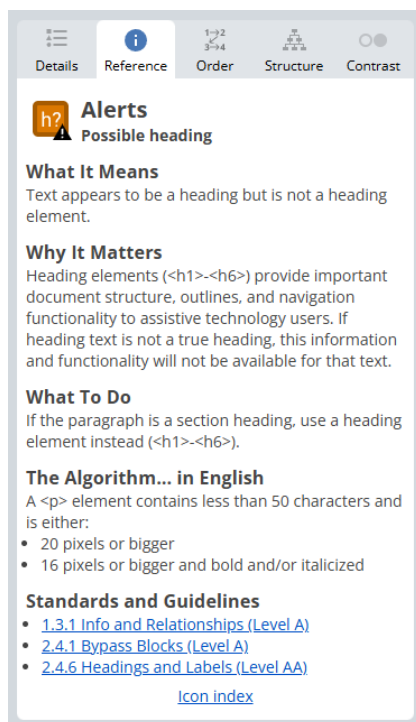 1→2
3→4
Details Reference Order Structure Contrast
h?
Alerts
Possible heading
What It Means
Text appears to be a heading but is not a heading
element.
Why It Matters
Heading elements (<h1>-<h6>) provide important
document structure, outlines, and navigation
functionality to assistive technology users. If
heading text is not a true heading, this information
and functionality will not be available for that text.
What To Do
If the paragraph is a section heading, use a heading
element instead (<h1>-<h6>).
The Algorithm... in English
A <p> element contains less than 50 characters and
is either:
• 20 pixels or bigger
• 16 pixels or bigger and bold and/or italicized
Standards and Guidelines
• 1.3.1 Info and Relationships (Level A)
• 2.4.1 Bypass Blocks (Level A)
• 2.4.6 Headings and Labels (Level AA)
Icon index